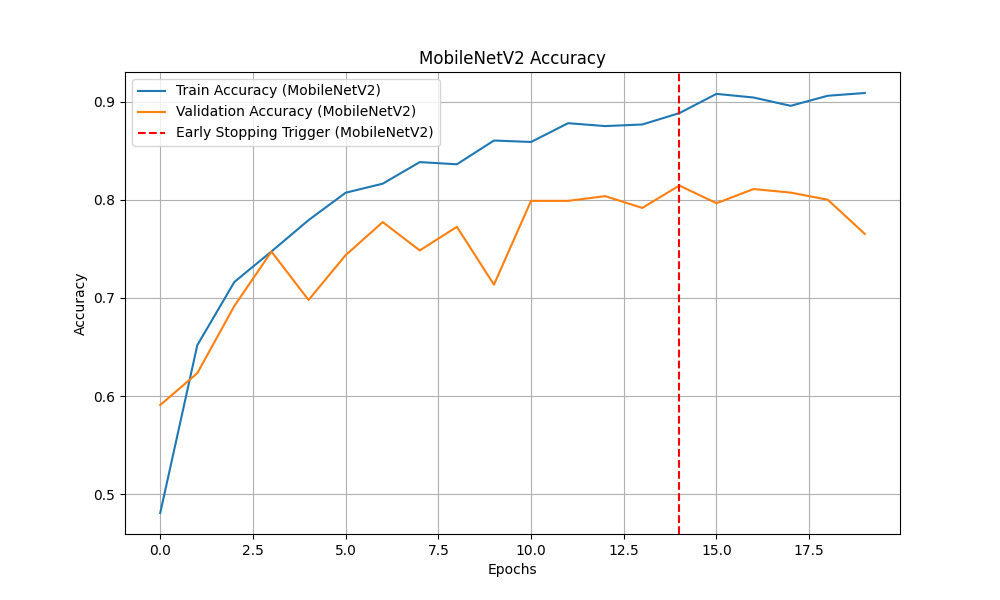 MobileNetV2 Accuracy
Train Accuracy (MobileNetV2)
Validation Accuracy (MobileNetV2)
Early Stopping Trigger (MobileNetV2)
Accuracy
0.9
0.8
0.7
0.6
0.5
0.0 2.5 5.0 7.5 10.0 12.5 15.0 17.5
Epochs